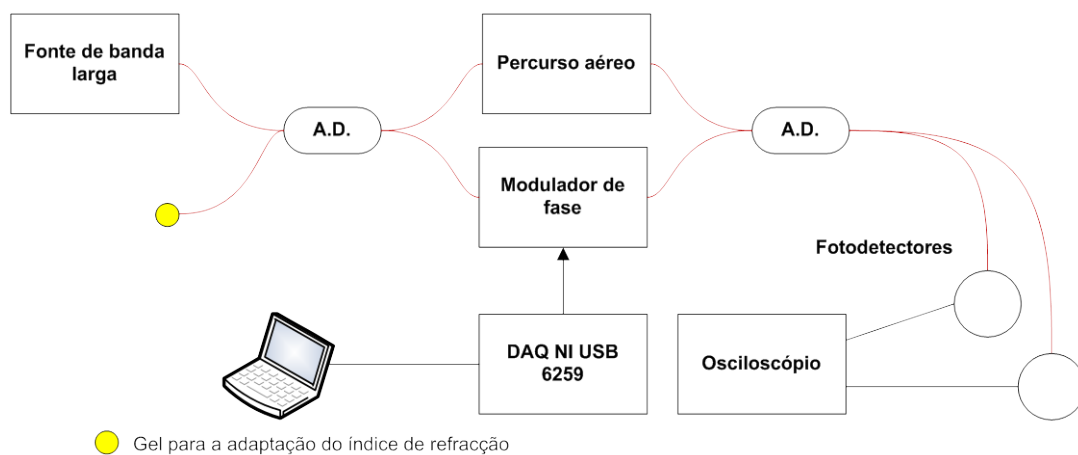 Fonte de banda
larga
Percurso aéreo
A.D.
A.D.
Modulador de
fase
Fotodetectores
DAQ NI USB
6259
Osciloscópio
Gel para a adaptação do índice de refracção